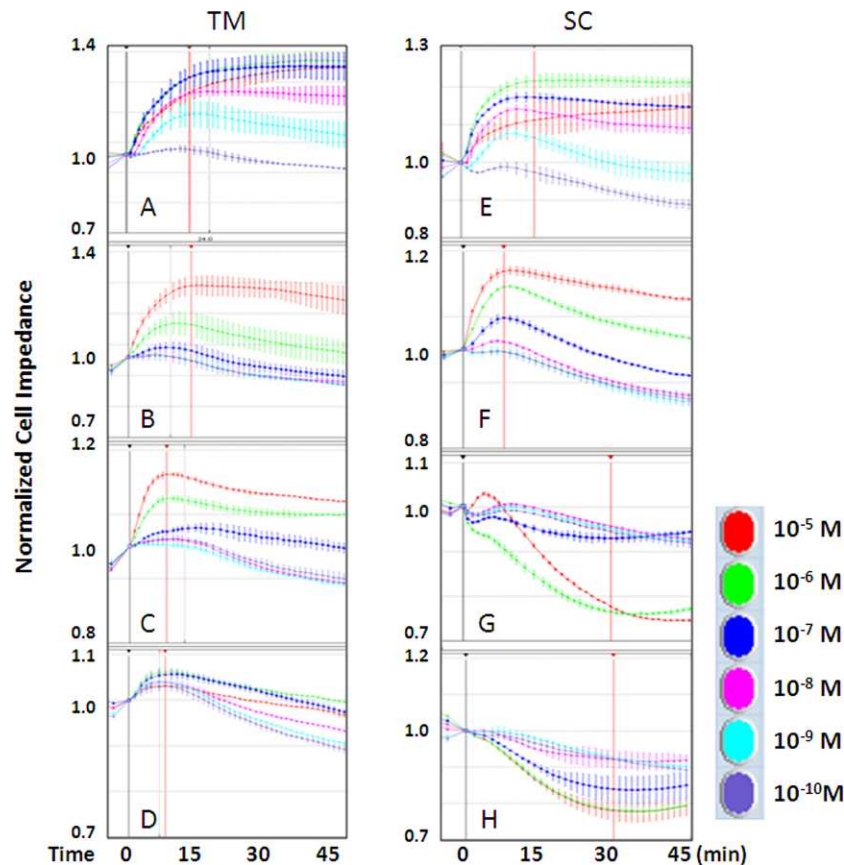 TM SC
1.4
1.0
0.7
A
24.0
1.3
1.0
0.8
E
1.4
1.0
0.7
B
1.2
1.0
0.8
F
1.2
1.0
0.8
C
1.1
1.0
0.7
G
1.1
1.0
0.7
D
1.2
1.0
0.7
H
Normalized Cell Impedance
10⁻⁵ M
10⁻⁶ M
10⁻⁷ M
10⁻⁸ M
10⁻⁹ M
10⁻¹⁰M
Time 0 15 30 45 0 15 30 45 (min)